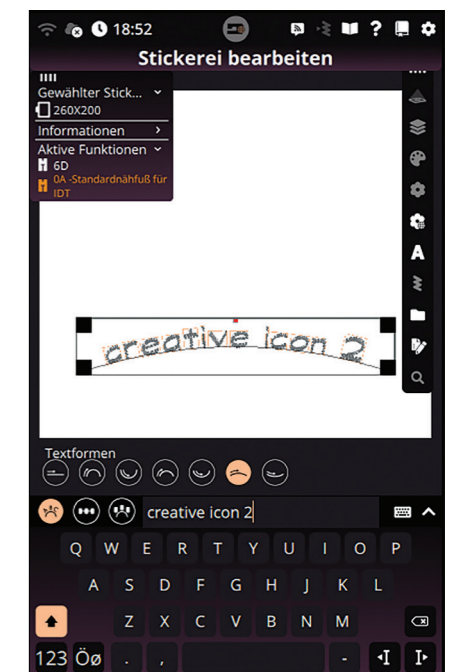 18:52
Stickerei bearbeiten
Gewählter Stick...
260X200
Informationen
Aktive Funktionen
6D
0A -Standardnähfuß für
IDT
A
creative icon 2
Textformen
creative icon 2
Q W E R T Y U I O P
A S D F G H J K L
Z X C V B N M
123 Öø . , -